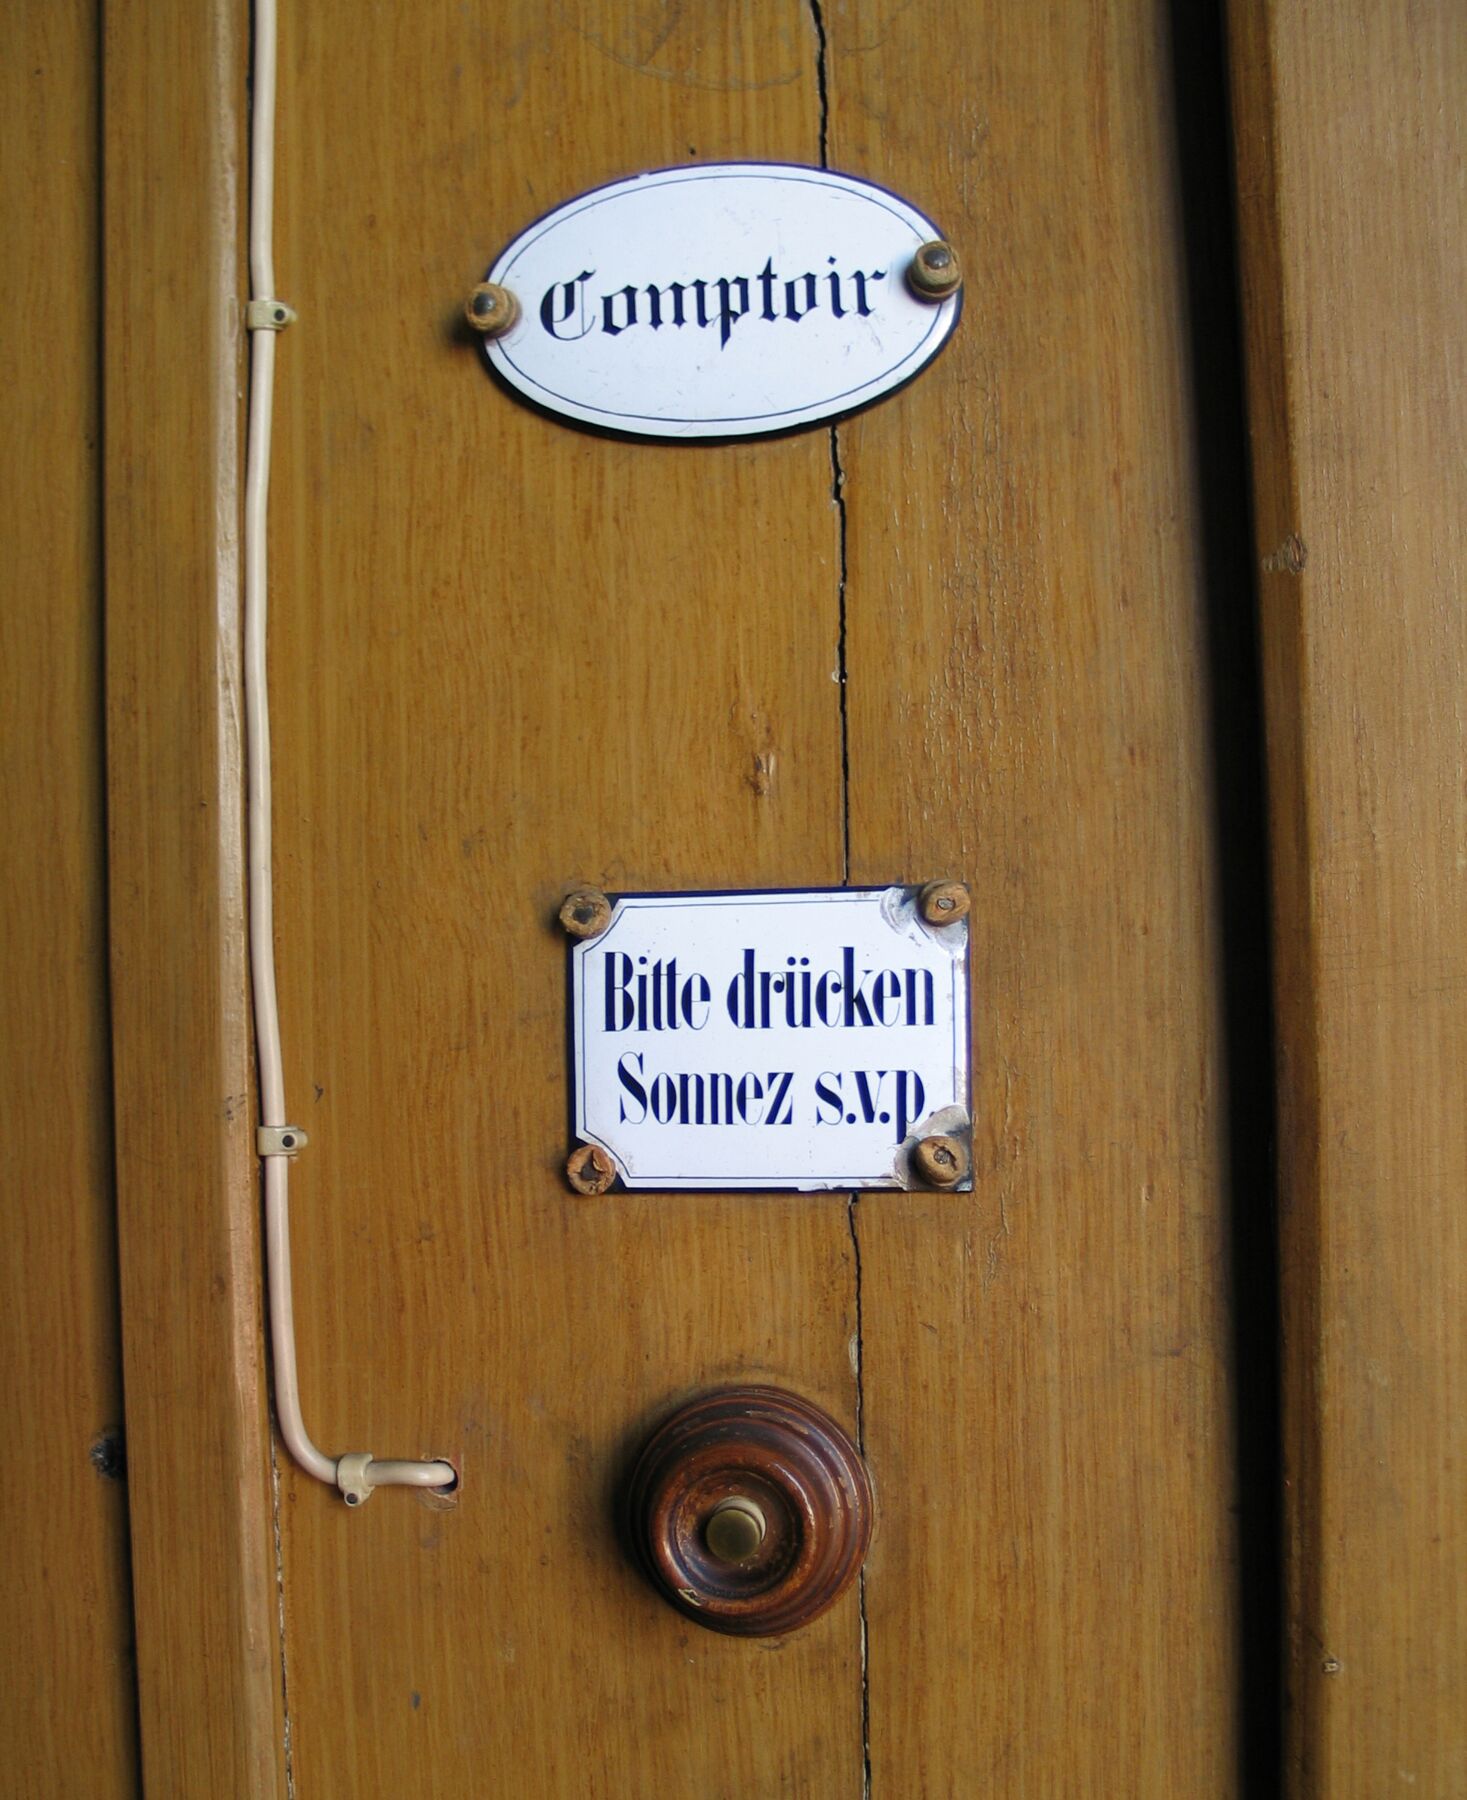 Comptoir
Bitte drücken
Sonnez s.v.p.